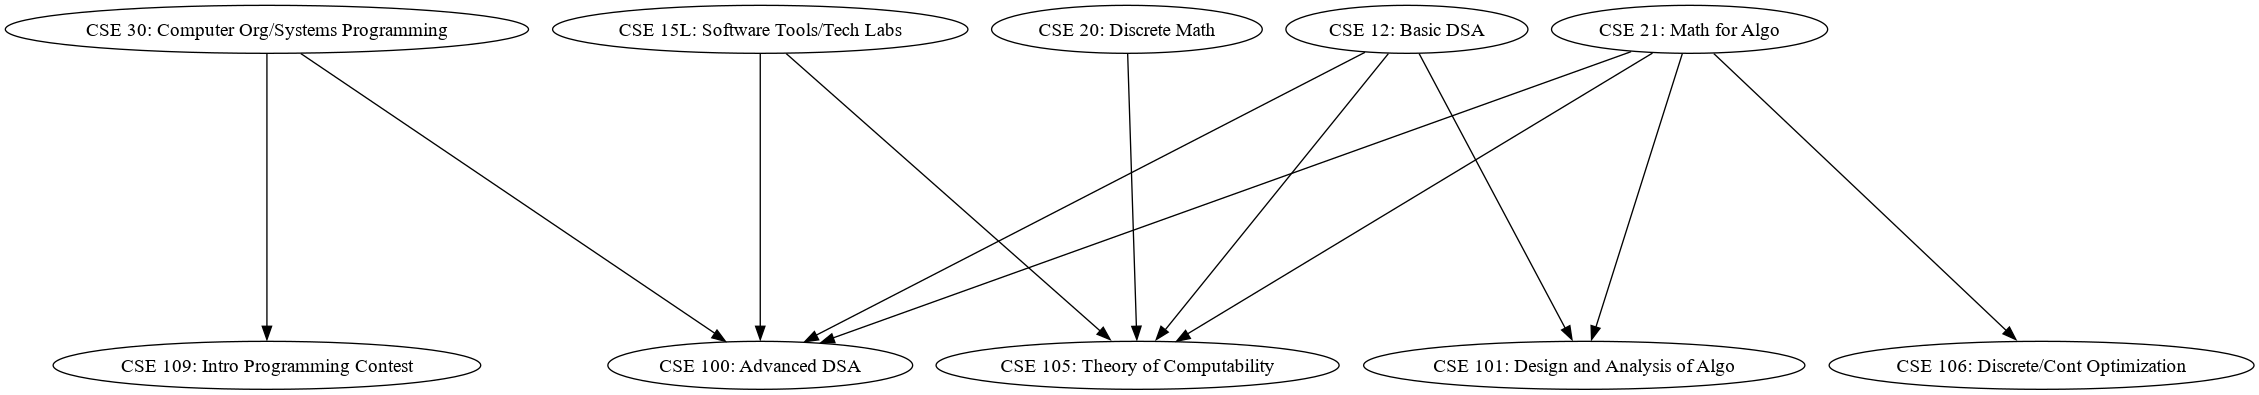 CSE 30: Computer Org/Systems Programming
CSE 15L: Software Tools/Tech Labs
CSE 20: Discrete Math
CSE 12: Basic DSA
CSE 21: Math for Algo
CSE 109: Intro Programming Contest
CSE 100: Advanced DSA
CSE 105: Theory of Computability
CSE 101: Design and Analysis of Algo
CSE 106: Discrete/Cont Optimization